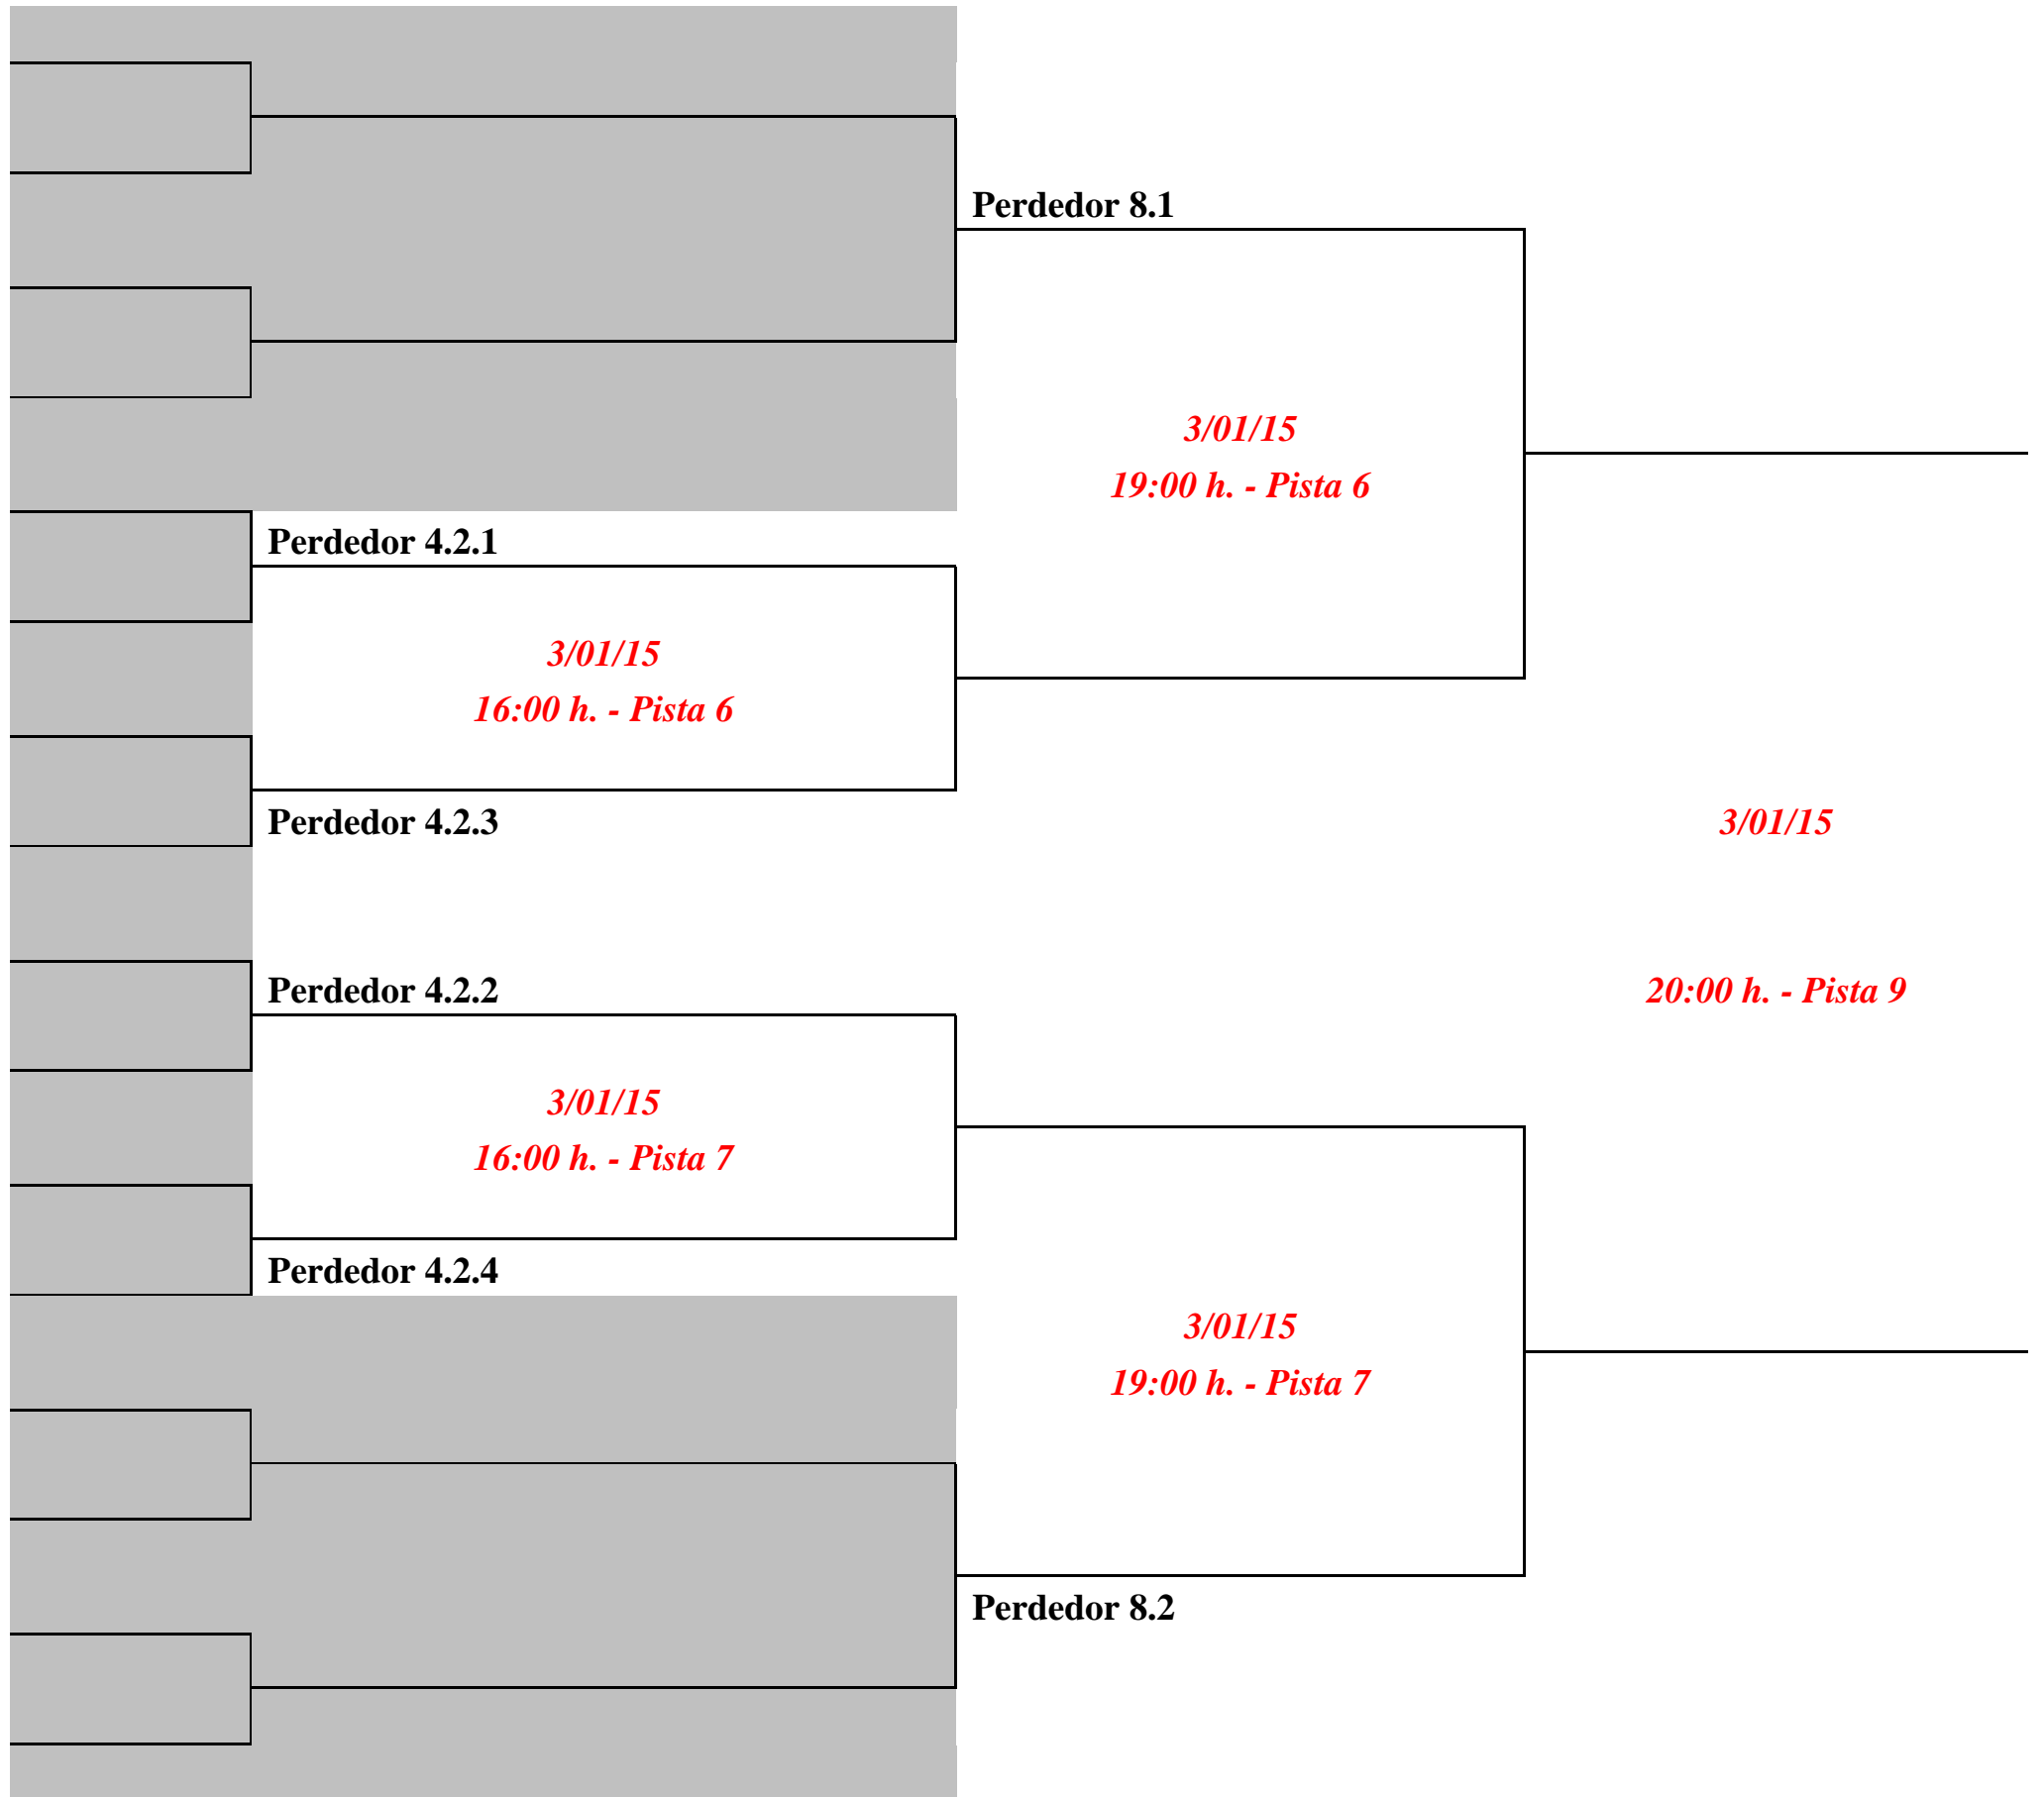 Perdedor 8.1
3/01/15
19:00 h. - Pista 6
Perdedor 4.2.1
3/01/15
16:00 h. - Pista 6
Perdedor 4.2.3
3/01/15
Perdedor 4.2.2
20:00 h. - Pista 9
3/01/15
16:00 h. - Pista 7
Perdedor 4.2.4
3/01/15
19:00 h. - Pista 7
Perdedor 8.2